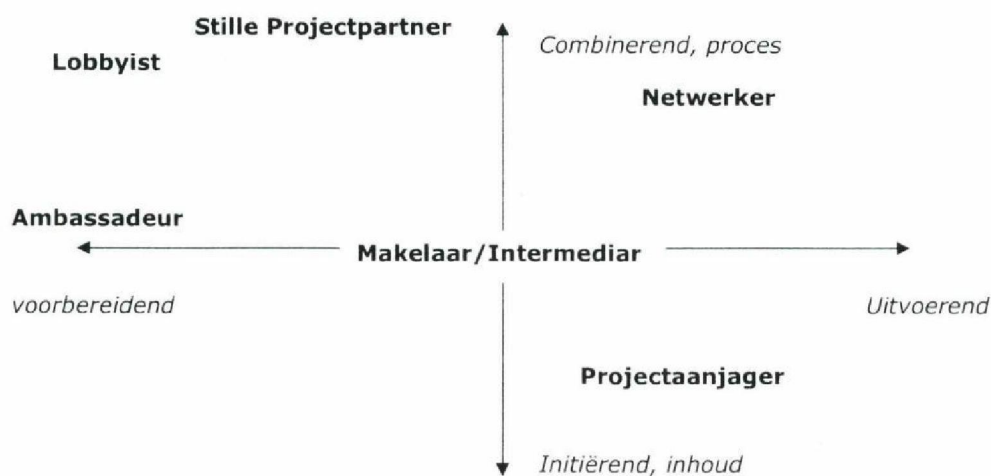 Stille Projectpartner
Combinerend, proces
Lobbyist
Netwerker
Ambassadeur
Makelaar/Intermediar
voorbereidend
Uitvoerend
Projectaanjager
Initiërend, inhoud